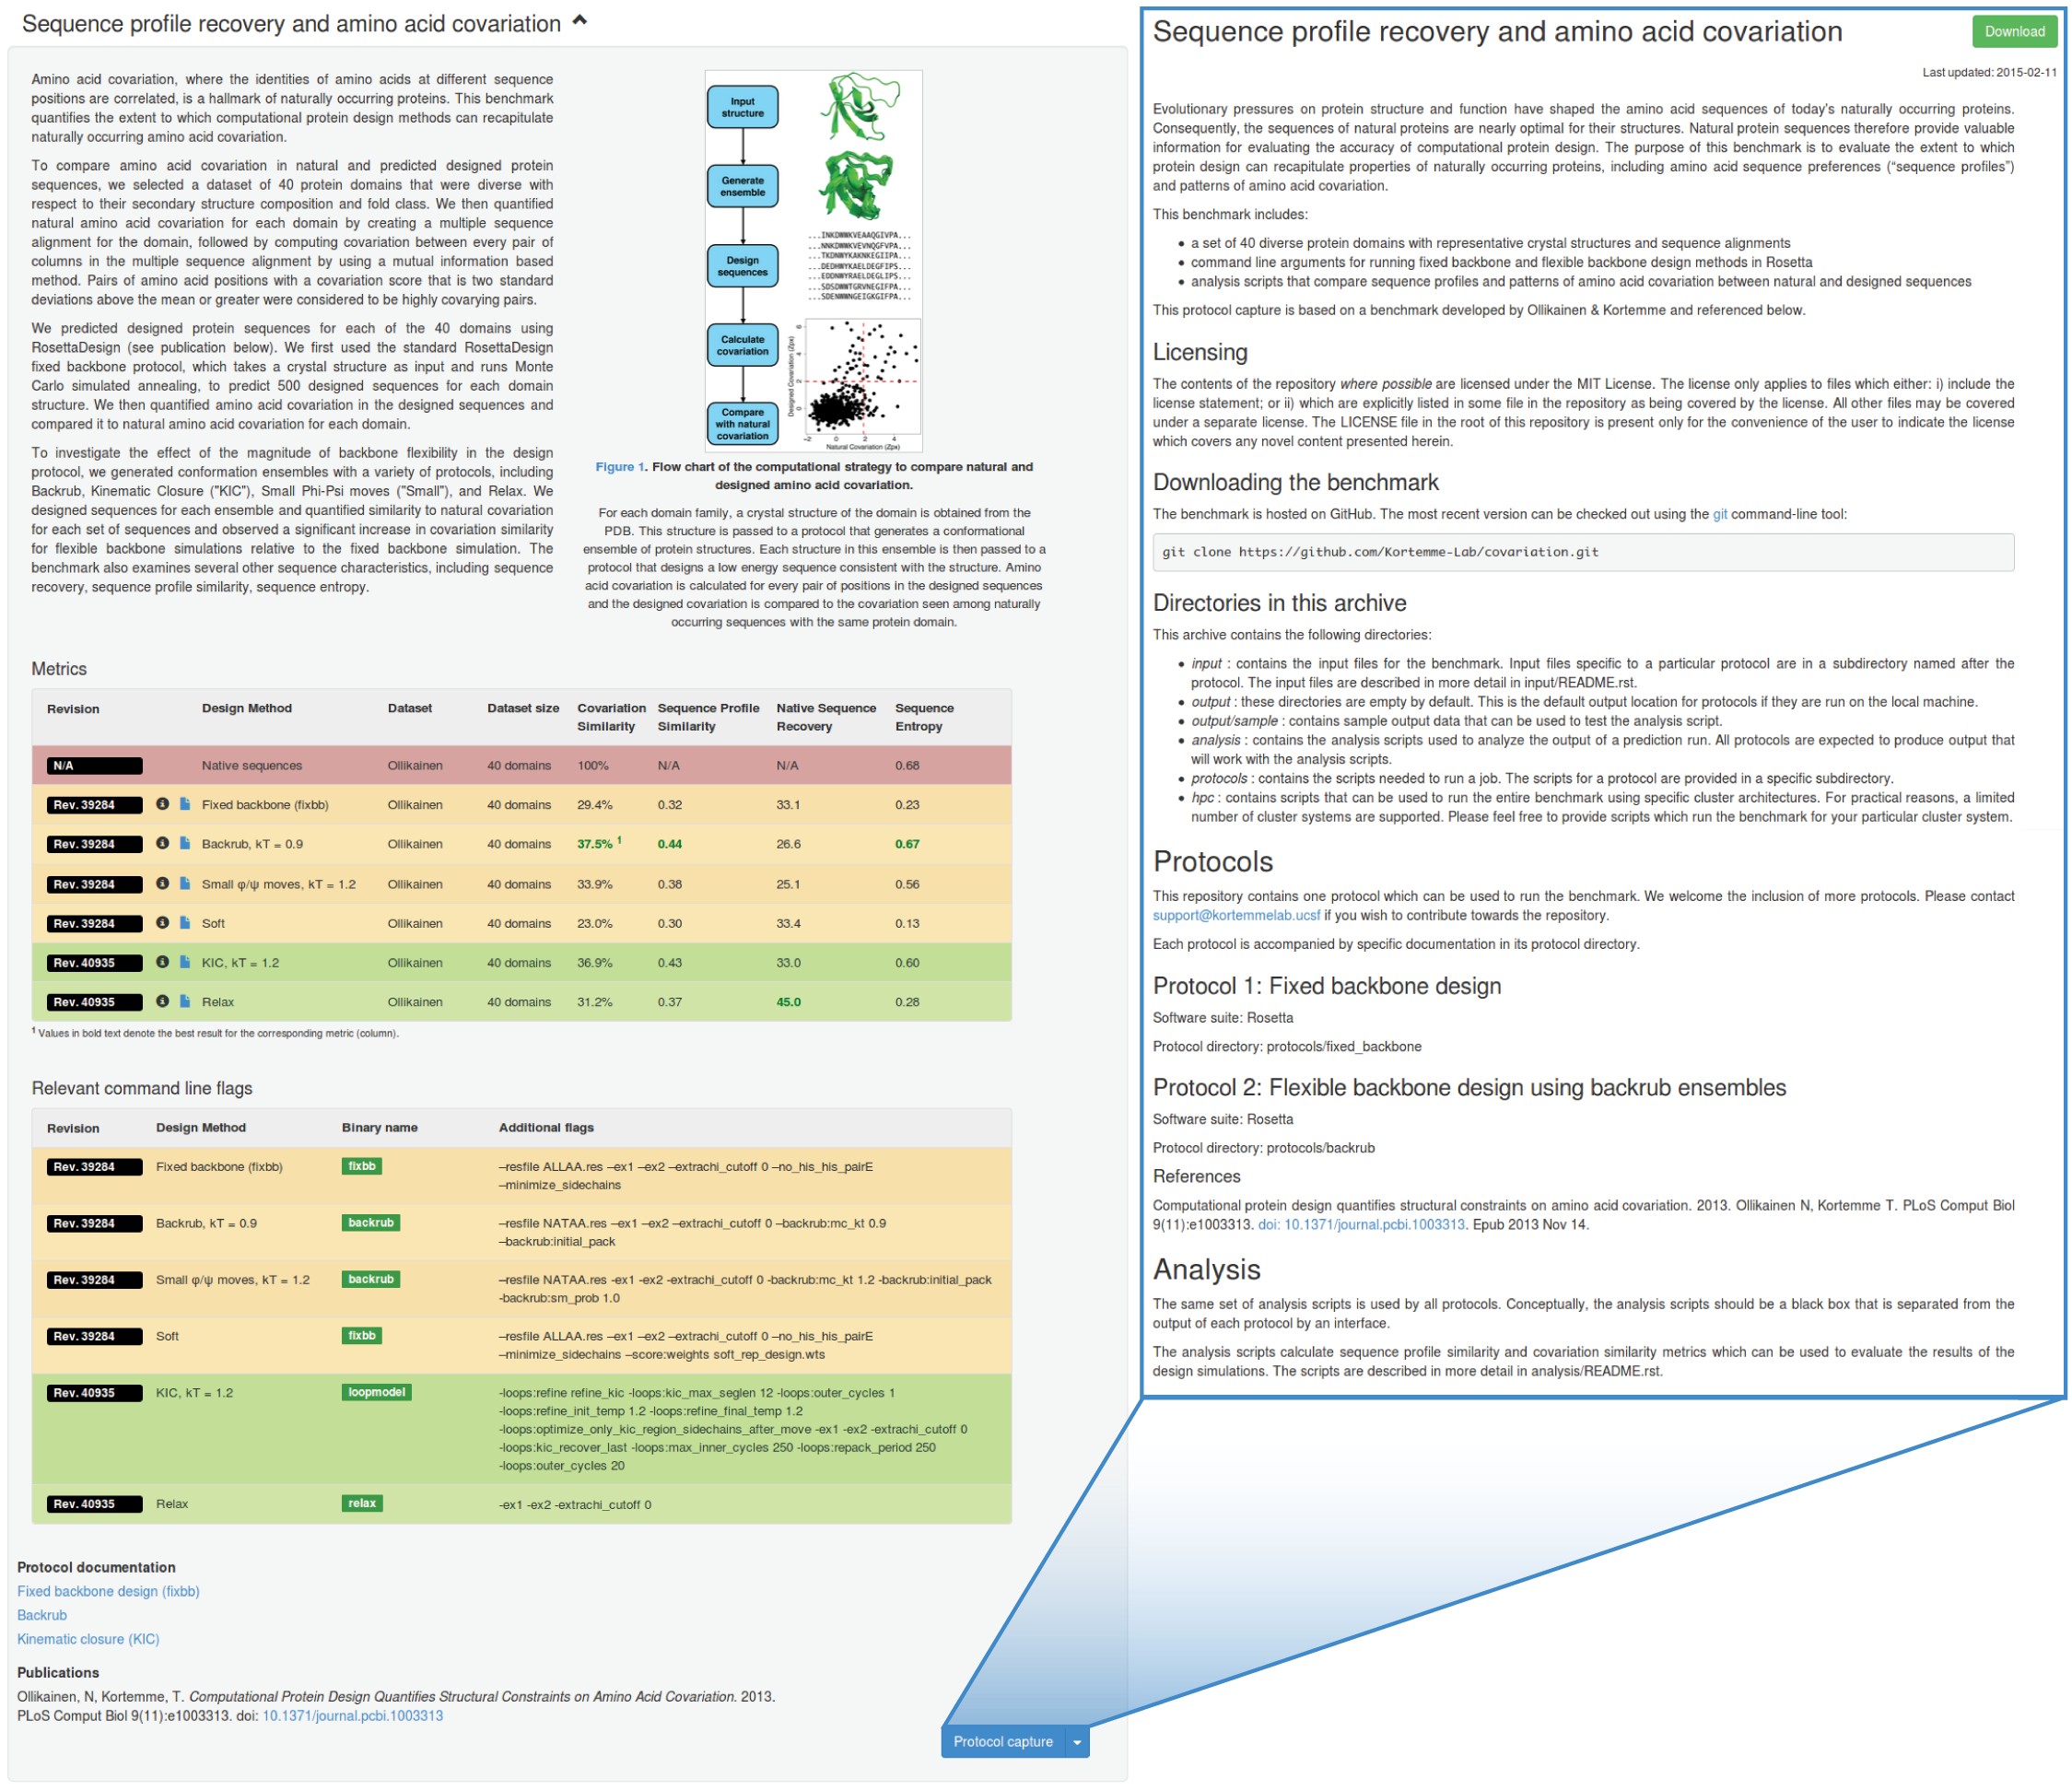 Sequence profile recovery and amino acid covariation
Amino acid covariation, where the identities of amino acids at different sequence
positions are correlated, is a hallmark of naturally occurring proteins. This benchmark
quantifies the extent to which computational protein design methods can recapitulate
naturally occurring amino acid covariation.
To compare amino acid covariation in natural and predicted designed protein
sequences, we selected a dataset of 40 protein domains that were diverse with
respect to their secondary structure composition and fold class. We then quantified
natural amino acid covariation for each domain by creating a multiple sequence
alignment for the domain, followed by computing covariation between every pair of
columns in the multiple sequence alignment by using a mutual information based
method. Pairs of amino acid positions with a covariation score that is two standard
deviations above the mean or greater were considered to be highly covarying pairs.
We predicted designed protein sequences for each of the 40 domains using
RosettaDesign (see publication below). We first used the standard RosettaDesign
fixed backbone protocol, which takes a crystal structure as input and runs Monte
Carlo simulated annealing, to predict 500 designed sequences for each domain
structure. We then quantified amino acid covariation in the designed sequences and
compared it to natural amino acid covariation for each domain.
To investigate the effect of the magnitude of backbone flexibility in the design
protocol, we generated conformation ensembles with a variety of protocols, including
Backrub, Kinematic Closure ("KIC"), Small Phi-Psi moves ("Small"), and Relax. We
designed sequences for each ensemble and quantified similarity to natural covariation
for each set of sequences and observed a significant increase in covariation similarity
for flexible backbone simulations relative to the fixed backbone simulation. The
benchmark also examines several other sequence characteristics, including sequence
recovery, sequence profile similarity, sequence entropy.
Input
structure
Generate
ensemble
Design
sequences
Calculate
covariation
Compare
with natural
covariation
...INKDWWKVEAAQGIVPA...
...NNKDWWKVEVNQGFVPA...
...TKDNWYKAKNKEGIIPA...
...DEDHWYKAELDEGFIPS...
...EDDNWYRAELDEGLIPS...
...SDSDWWTGRVNEGIFPA...
...SDENWWNGEIGKGIFPA...
Designed Covariation (Zpx)
0 2 4 6
−2 0 2 4
Natural Covariation (Zpx)
Figure 1. Flow chart of the computational strategy to compare natural and
designed amino acid covariation.
For each domain family, a crystal structure of the domain is obtained from the
PDB. This structure is passed to a protocol that generates a conformational
ensemble of protein structures. Each structure in this ensemble is then passed to a
protocol that designs a low energy sequence consistent with the structure. Amino
acid covariation is calculated for every pair of positions in the designed sequences
and the designed covariation is compared to the covariation seen among naturally
occurring sequences with the same protein domain.
Metrics
Revision Design Method Dataset Dataset size Covariation Similarity Sequence Profile Similarity Native Sequence Recovery Sequence Entropy
N/A Native sequences Ollikainen 40 domains 100% N/A N/A 0.68
Rev. 39284 Fixed backbone (fixbb) Ollikainen 40 domains 29.4% 0.32 33.1 0.23
Rev. 39284 Backrub, kT = 0.9 Ollikainen 40 domains 37.5% 1 0.44 26.6 0.67
Rev. 39284 Small φ/ψ moves, kT = 1.2 Ollikainen 40 domains 33.9% 0.38 25.1 0.56
Rev. 39284 Soft Ollikainen 40 domains 23.0% 0.30 33.4 0.13
Rev. 40935 KIC, kT = 1.2 Ollikainen 40 domains 36.9% 0.43 33.0 0.60
Rev. 40935 Relax Ollikainen 40 domains 31.2% 0.37 45.0 0.28
1 Values in bold text denote the best result for the corresponding metric (column).
Relevant command line flags
Revision Design Method Binary name Additional flags
Rev. 39284 Fixed backbone (fixbb) fixbb –resfile ALLAA.res –ex1 –ex2 –extrachi_cutoff 0 –no_his_his_pairE
–minimize_sidechains
Rev. 39284 Backrub, kT = 0.9 backrub –resfile NATAA.res –ex1 –ex2 –extrachi_cutoff 0 –backrub:mc_kt 0.9
–backrub:initial_pack
Rev. 39284 Small φ/ψ moves, kT = 1.2 backrub –resfile NATAA.res -ex1 -ex2 -extrachi_cutoff 0 -backrub:mc_kt 1.2 -backrub:initial_pack
-backrub:sm_prob 1.0
Rev. 39284 Soft fixbb –resfile ALLAA.res –ex1 –ex2 –extrachi_cutoff 0 –no_his_his_pairE
–minimize_sidechains –score:weights soft_rep_design.wts
Rev. 40935 KIC, kT = 1.2 loopmodel -loops:refine refine_kic -loops:kic_max_seglen 12 -loops:outer_cycles 1
-loops:refine_init_temp 1.2 -loops:refine_final_temp 1.2
-loops:optimize_only_kic_region_sidechains_after_move -ex1 -ex2 -extrachi_cutoff 0
-loops:kic_recover_last -loops:max_inner_cycles 250 -loops:repack_period 250
-loops:outer_cycles 20
Rev. 40935 Relax relax -ex1 -ex2 -extrachi_cutoff 0
Protocol documentation
Fixed backbone design (fixbb)
Backrub
Kinematic closure (KIC)
Publications
Ollikainen, N, Kortemme, T. Computational Protein Design Quantifies Structural Constraints on Amino Acid Covariation. 2013.
PLoS Comput Biol 9(11):e1003313. doi: 10.1371/journal.pcbi.1003313
Protocol capture
Sequence profile recovery and amino acid covariation
Download
Last updated: 2015-02-11
Evolutionary pressures on protein structure and function have shaped the amino acid sequences of today's naturally occurring proteins.
Consequently, the sequences of natural proteins are nearly optimal for their structures. Natural protein sequences therefore provide valuable
information for evaluating the accuracy of computational protein design. The purpose of this benchmark is to evaluate the extent to which
protein design can recapitulate properties of naturally occurring proteins, including amino acid sequence preferences (“sequence profiles”)
and patterns of amino acid covariation.
This benchmark includes:
• a set of 40 diverse protein domains with representative crystal structures and sequence alignments
• command line arguments for running fixed backbone and flexible backbone design methods in Rosetta
• analysis scripts that compare sequence profiles and patterns of amino acid covariation between natural and designed sequences
This protocol capture is based on a benchmark developed by Ollikainen & Kortemme and referenced below.
Licensing
The contents of the repository where possible are licensed under the MIT License. The license only applies to files which either: i) include the
license statement; or ii) which are explicitly listed in some file in the repository as being covered by the license. All other files may be covered
under a separate license. The LICENSE file in the root of this repository is present only for the convenience of the user to indicate the license
which covers any novel content presented herein.
Downloading the benchmark
The benchmark is hosted on GitHub. The most recent version can be checked out using the git command-line tool:
git clone https://github.com/Kortemme-Lab/covariation.git
Directories in this archive
This archive contains the following directories:
• input : contains the input files for the benchmark. Input files specific to a particular protocol are in a subdirectory named after the
protocol. The input files are described in more detail in input/README.rst.
• output : these directories are empty by default. This is the default output location for protocols if they are run on the local machine.
• output/sample : contains sample output data that can be used to test the analysis script.
• analysis : contains the analysis scripts used to analyze the output of a prediction run. All protocols are expected to produce output that
will work with the analysis scripts.
• protocols : contains the scripts needed to run a job. The scripts for a protocol are provided in a specific subdirectory.
• hpc : contains scripts that can be used to run the entire benchmark using specific cluster architectures. For practical reasons, a limited
number of cluster systems are supported. Please feel free to provide scripts which run the benchmark for your particular cluster system.
Protocols
This repository contains one protocol which can be used to run the benchmark. We welcome the inclusion of more protocols. Please contact
support@kortemmelab.ucsf if you wish to contribute towards the repository.
Each protocol is accompanied by specific documentation in its protocol directory.
Protocol 1: Fixed backbone design
Software suite: Rosetta
Protocol directory: protocols/fixed_backbone
Protocol 2: Flexible backbone design using backrub ensembles
Software suite: Rosetta
Protocol directory: protocols/backrub
References
Computational protein design quantifies structural constraints on amino acid covariation. 2013. Ollikainen N, Kortemme T. PLoS Comput Biol
9(11):e1003313. doi: 10.1371/journal.pcbi.1003313. Epub 2013 Nov 14.
Analysis
The same set of analysis scripts is used by all protocols. Conceptually, the analysis scripts should be a black box that is separated from the
output of each protocol by an interface.
The analysis scripts calculate sequence profile similarity and covariation similarity metrics which can be used to evaluate the results of the
design simulations. The scripts are described in more detail in analysis/README.rst.